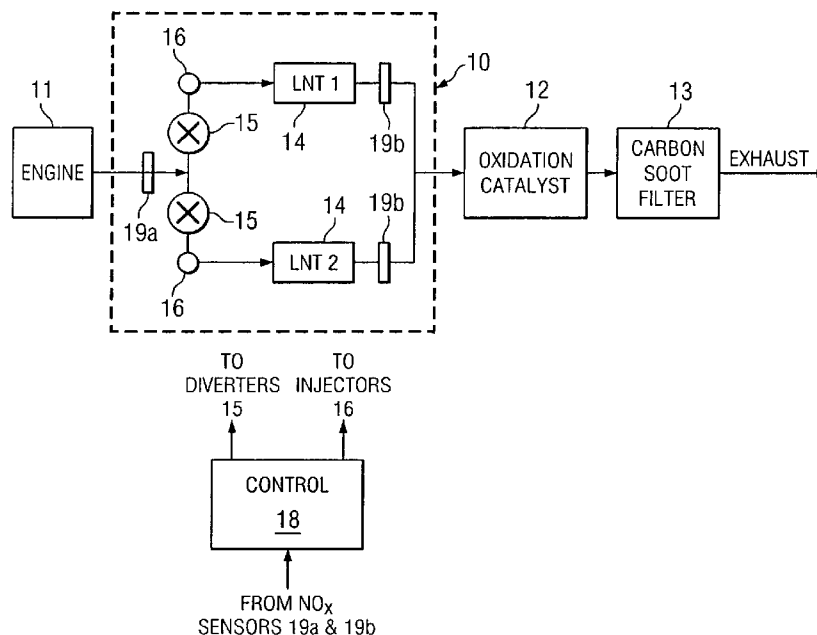 16
LNT 1
10
11
15
14
19b
12
13
ENGINE
OXIDATION
CATALYST
CARBON
SOOT
FILTER
EXHAUST
19a
15
14
19b
LNT 2
16
TO
DIVERTERS
15
TO
INJECTORS
16
CONTROL
18
FROM NOx
SENSORS 19a & 19b